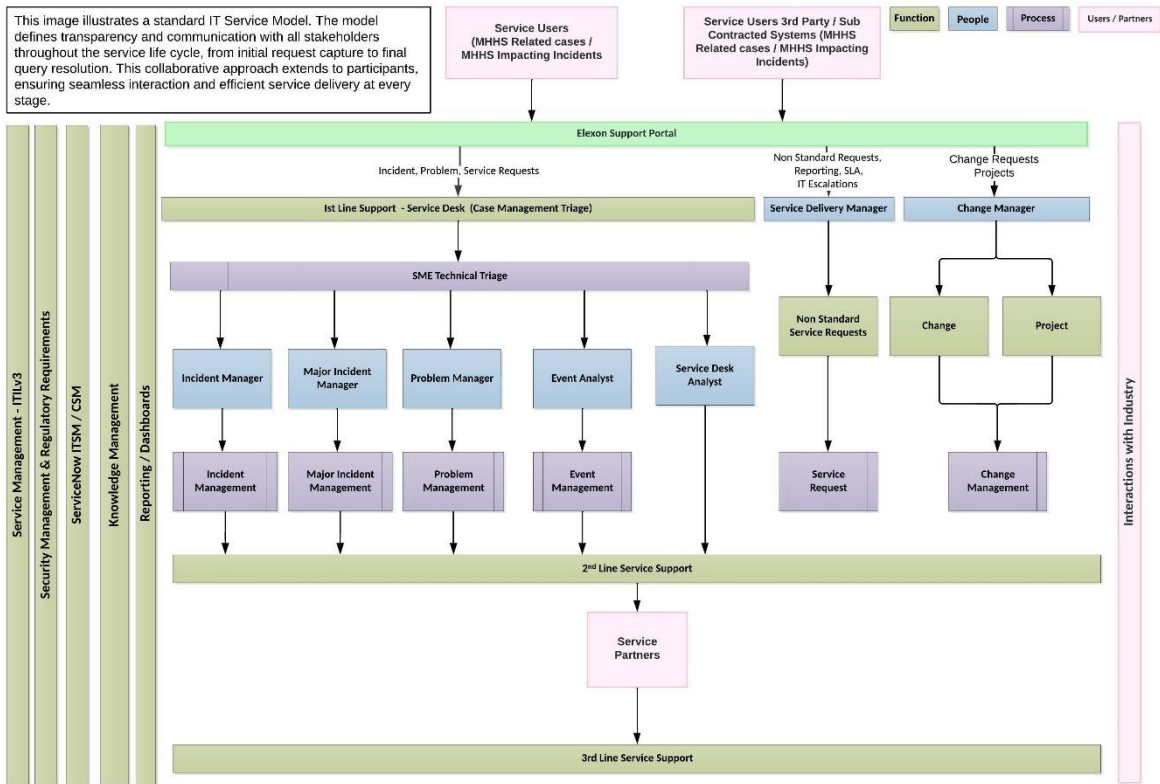 This image illustrates a standard IT Service Model. The model
defines transparency and communication with all stakeholders
throughout the service life cycle, from initial request capture to final
query resolution. This collaborative approach extends to participants,
ensuring seamless interaction and efficient service delivery at every
stage.
Service Users
(MHHS Related cases /
MHHS Impacting Incidents
Service Users 3rd Party / Sub
Contracted Systems (MHHS
Related cases / MHHS Impacting
Incidents)
Function
People
Process
Users / Partners
Elexon Support Portal
Incident, Problem, Service Requests
Non Standard Requests,
Reporting, SLA,
IT Escalations
Change Requests
Projects
Ist Line Support - Service Desk (Case Management Triage)
Service Delivery Manager
Change Manager
SME Technical Triage
Non Standard
Service Requests
Change
Project
Incident Manager
Major Incident
Manager
Problem Manager
Event Analyst
Service Desk
Analyst
Incident
Management
Major Incident
Management
Problem
Management
Event
Management
Service
Request
Change
Management
2nd Line Service Support
Service
Partners
3rd Line Service Support
Service Management - ITILv3
Security Management & Regulatory Requirements
ServiceNow ITSM / CSM
Knowledge Management
Reporting / Dashboards
Interactions with Industry